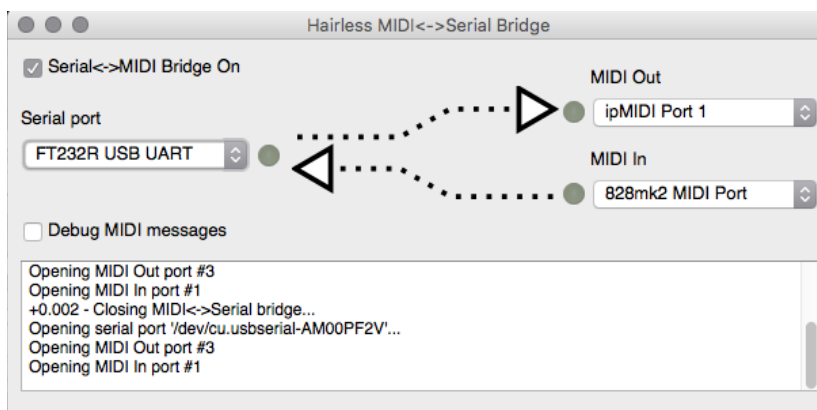 Hairless MIDI<->Serial Bridge
Serial<->MIDI Bridge On
MIDI Out
ipMIDI Port 1
Serial port
FT232R USB UART
MIDI In
828mk2 MIDI Port
Debug MIDI messages
Opening MIDI Out port #3
Opening MIDI In port #1
+0.002 - Closing MIDI<->Serial bridge...
Opening serial port '/dev/cu.usbserial-AM00PF2V'...
Opening MIDI Out port #3
Opening MIDI In port #1